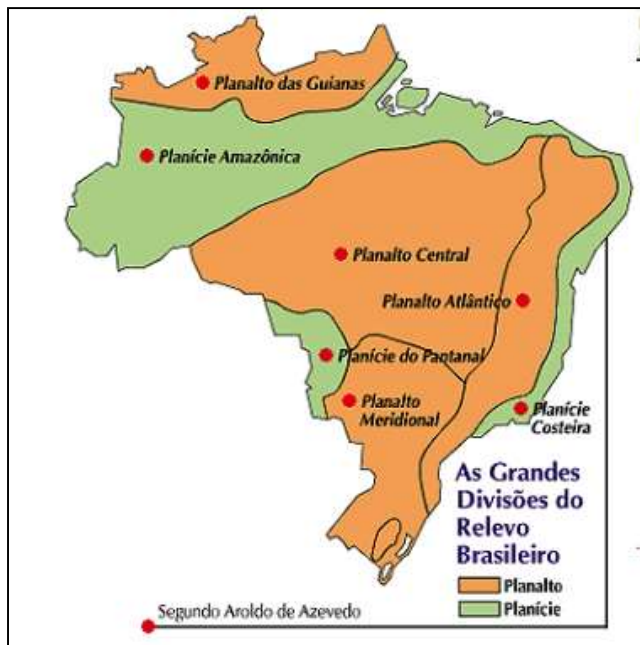 Planalto das Guianas
Planície Amazônica
Planalto Central
Planalto Atlântico
Planície do Pantanal
Planalto
Meridional
Planície
Costeira
As Grandes
Divisões do
Relevo
Brasileiro
Planalto
Planície
Segundo Aroldo de Azevedo